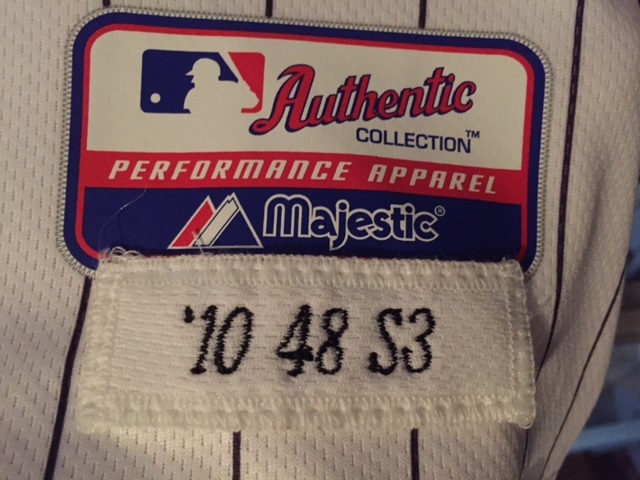 Authentic
COLLECTION™
PERFORMANCE APPAREL
Majestic®
'10 48 S3